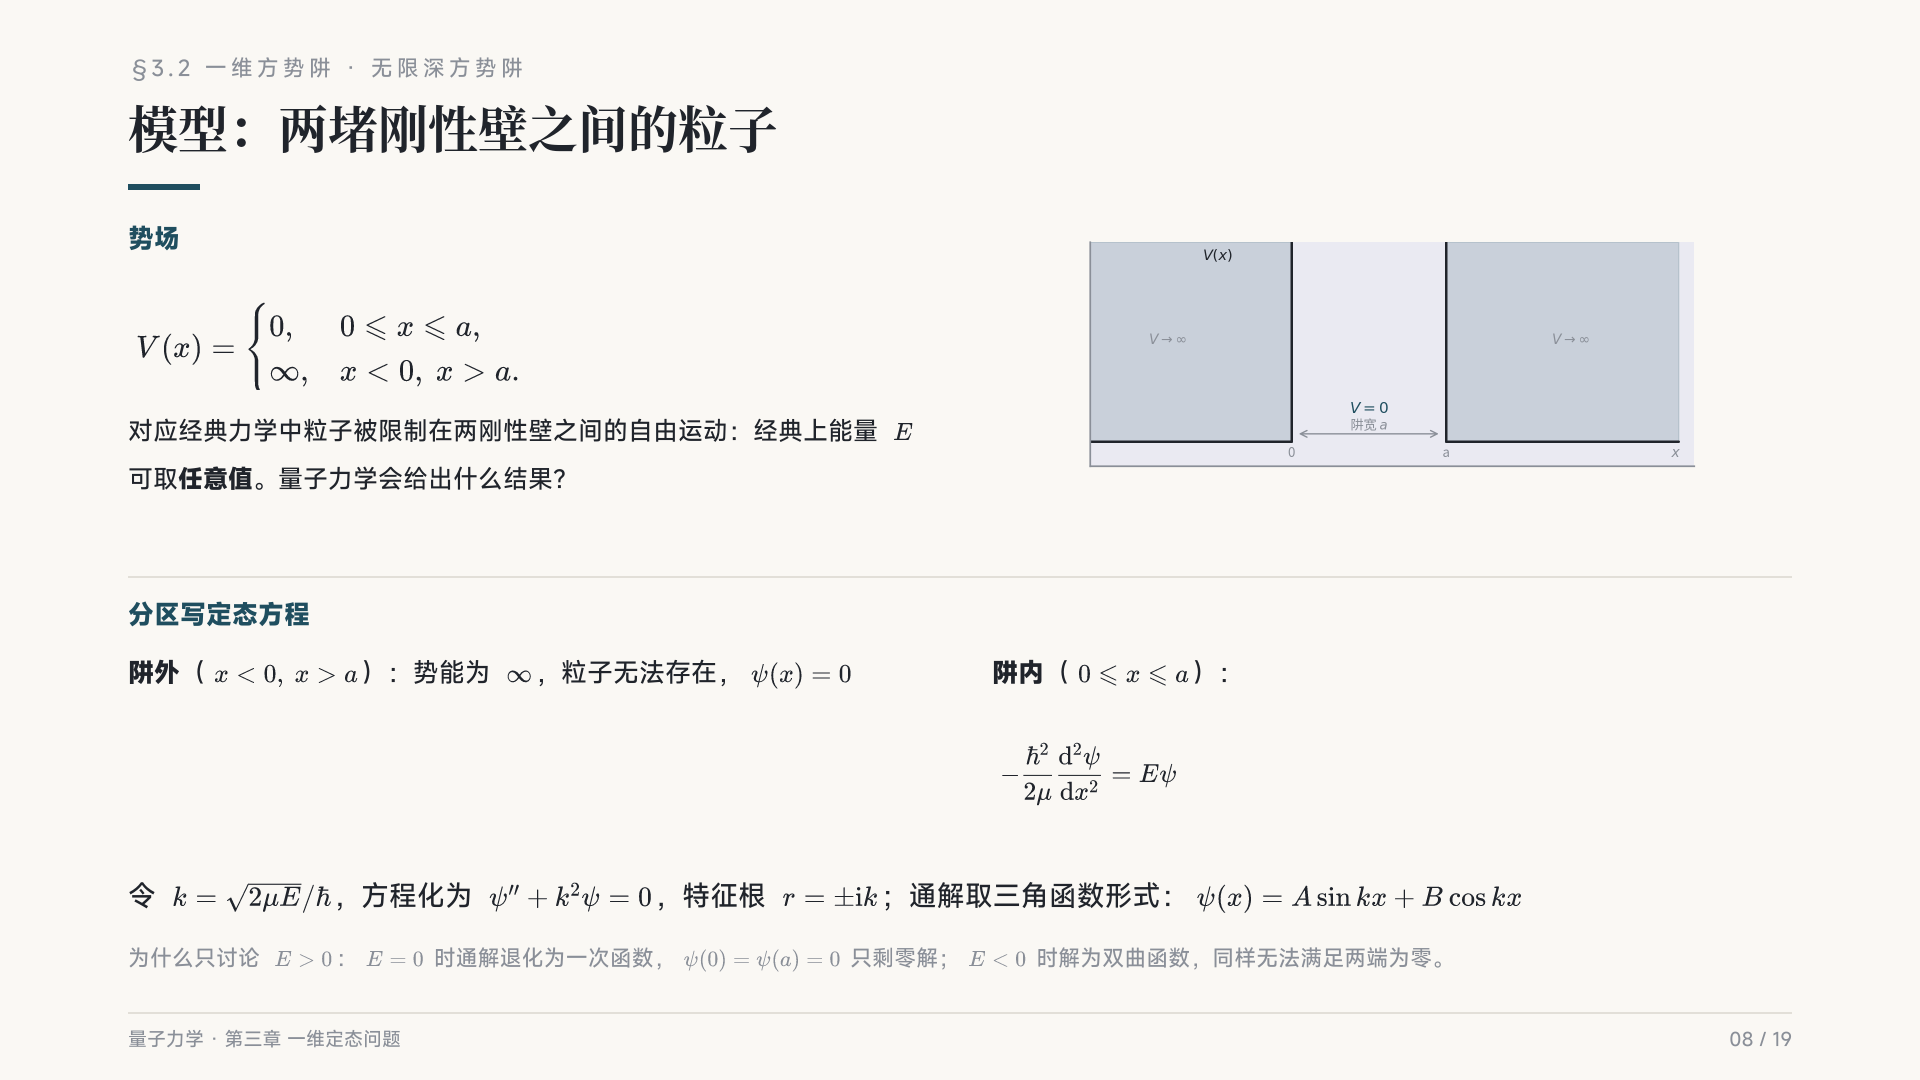 §3.2 一维方势阱 · 无限深方势阱
模型：两堵刚性壁之间的粒子
势场
V(x) = { 0, 0 ⩽ x ⩽ a,
∞, x < 0, x > a.
对应经典力学中粒子被限制在两刚性壁之间的自由运动：经典上能量 E
可取任意值。量子力学会给出什么结果？
V(x)
V → ∞
V → ∞
V = 0
阱宽 a
0
a
x
分区写定态方程
阱外（x < 0, x > a）：势能为 ∞，粒子无法存在，ψ(x) = 0
阱内（0 ⩽ x ⩽ a）：
−ħ²/2μ d²ψ/dx² = Eψ
令 k = √2μE/ħ，方程化为 ψ″ + k²ψ = 0，特征根 r = ±ik；通解取三角函数形式：ψ(x) = A sin kx + B cos kx
为什么只讨论 E > 0：E = 0 时通解退化为一次函数，ψ(0) = ψ(a) = 0 只剩零解；E < 0 时解为双曲函数，同样无法满足两端为零。
量子力学 · 第三章 一维定态问题
08 / 19